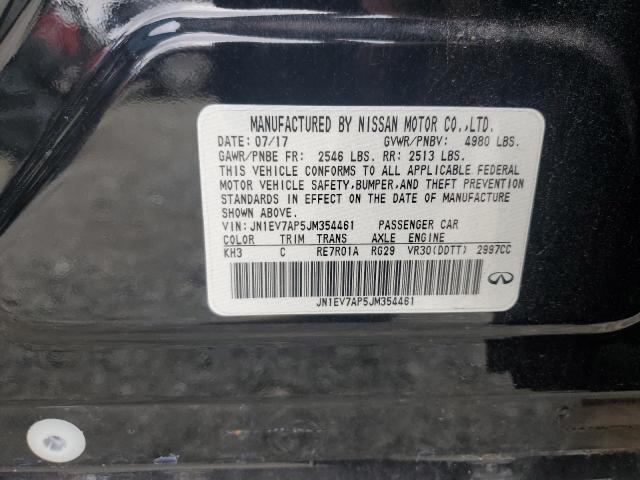 MANUFACTURED BY NISSAN MOTOR CO.,LTD.
DATE: 07/17 GVWR/PNBV: 4980 LBS.
GAWR/PNBE FR: 2546 LBS. RR: 2513 LBS.
THIS VEHICLE CONFORMS TO ALL APPLICABLE FEDERAL
MOTOR VEHICLE SAFETY,BUMPER,AND THEFT PREVENTION
STANDARDS IN EFFECT ON THE DATE OF MANUFACTURE
SHOWN ABOVE.
VIN: JN1EV7AP5JM354461 PASSENGER CAR
COLOR TRIM TRANS AXLE ENGINE
KH3 C RE7R01A RG29 VR30(DDTT) 2997CC
JN1EV7AP5JM354461